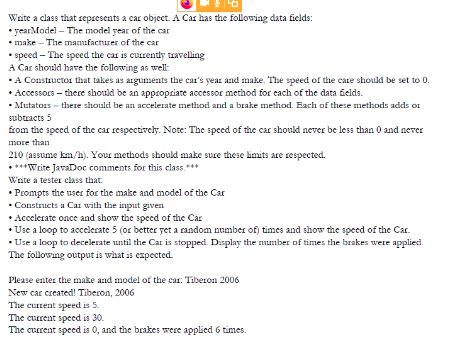 Write a class that represents a car object. A Car has the following data fields:
• yearModel – The model year of the car
• make – The manufacturer of the car
• speed – The speed the car is currently travelling
A Car should have the following as well:
• A Constructor that takes as arguments the car's year and make. The speed of the care should be set to 0.
• Accessors – there should be an appropriate accessor method for each of the data fields.
• Mutators – there should be an accelerate method and a brake method. Each of these methods adds or
subtracts 5
from the speed of the car respectively. Note: The speed of the car should never be less than 0 and never
more than
210 (assume km/h). Your methods should make sure these limits are respected.
• ***Write JavaDoc comments for this class.***
Write a tester class that:
• Prompts the user for the make and model of the Car
• Constructs a Car with the input given
• Accelerate once and show the speed of the Car
• Use a loop to accelerate 5 (or better yet a random number of) times and show the speed of the Car.
• Use a loop to decelerate until the Car is stopped. Display the number of times the brakes were applied.
The following output is what is expected.
Please enter the make and model of the car: Tiberon 2006
New car created! Tiberon, 2006
The current speed is 5.
The current speed is 30.
The current speed is 0, and the brakes were applied 6 times.